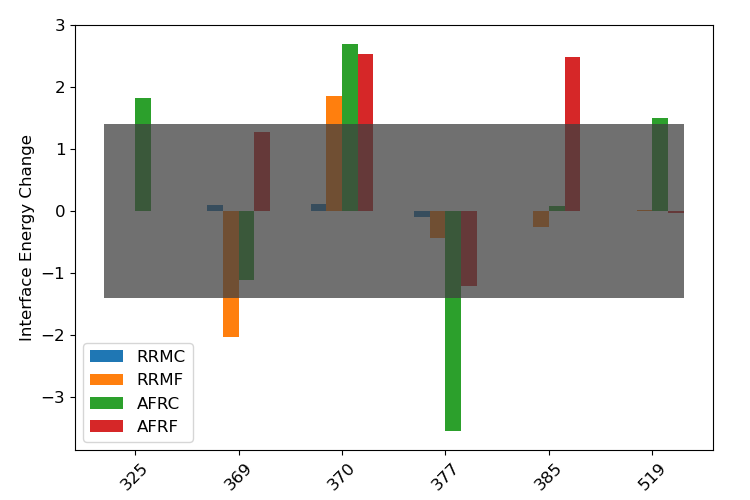 3
2
1
0
−1
−2
−3
Interface Energy Change
RRMC
RRMF
AFRC
AFRF
325
369
370
377
385
519